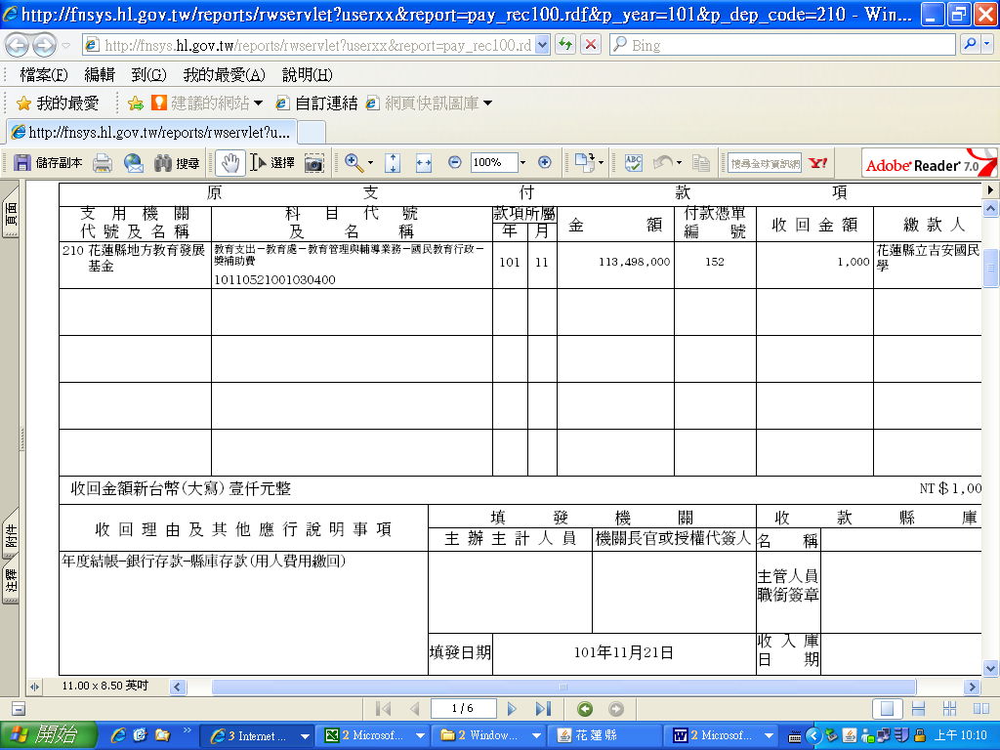 http://fnsys.hl.gov.tw/reports/rwservlet?userxx&report=pay_rec100.rdf&p_year=101&p_dep_code=210 - Win...
http://fnsys.hl.gov.tw/reports/rwservlet?userxx&report=pay_rec100.rd
Bing
檔案(F) 編輯 到(G) 我的最愛(A) 說明(H)
我的最愛 建議的網站 自訂連結 網頁快訊圖庫
http://fnsys.hl.gov.tw/reports/rwservlet?u...
儲存副本 搜尋 選擇 100% 搜尋全球資訊網 Y! Adobe Reader 7.0
頁面
附件
注釋
原 支 付 款 項
支 用 機 關
代 號 及 名 稱
科 目 代 號
及 名 稱
款項所屬
年 月
金 額
付款憑單
編 號
收 回 金 額
繳 款 人
210 花蓮縣地方教育發展
基金
教育支出－教育處－教育管理與輔導業務－國民教育行政－
獎補助費
10110521001030400
101 11 113,498,000 152 1,000
花蓮縣立吉安國民
學
收回金額新台幣(大寫) 壹仟元整 NT＄1,00
收 回 理 由 及 其 他 應 行 說 明 事 項
填 發 機 關
收 款 縣 庫
主 辦 主 計 人 員 機關長官或授權代簽人 名 稱
年度結帳-銀行存款-縣庫存款(用人費用繳回)
主管人員
職銜簽章
填發日期 101年11月21日
收 入 庫
日 期
11.00 x 8.50 英吋
1 / 6
開始 3 Internet... 2 Microsof... 2 Window... 花蓮縣 2 Microsof... 上午 10:10